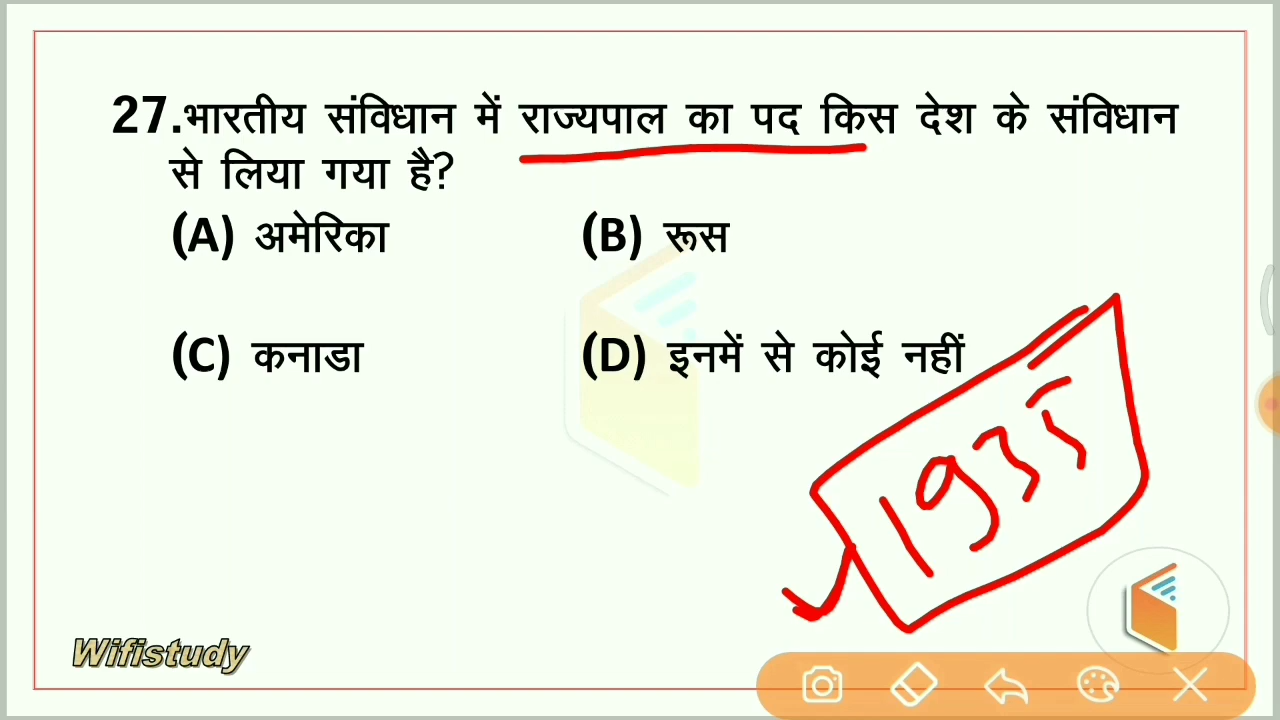 27.भारतीय संविधान में राज्यपाल का पद किस देश के संविधान
से लिया गया है?
(A) अमेरिका (B) रूस
(C) कनाडा (D) इनमें से कोई नहीं
1935
Wifistudy